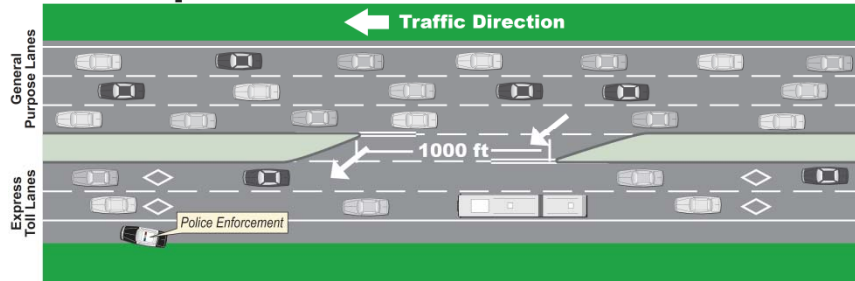 Traffic Direction
General
Purpose Lanes
1000 ft
Express
Toll Lanes
Police Enforcement